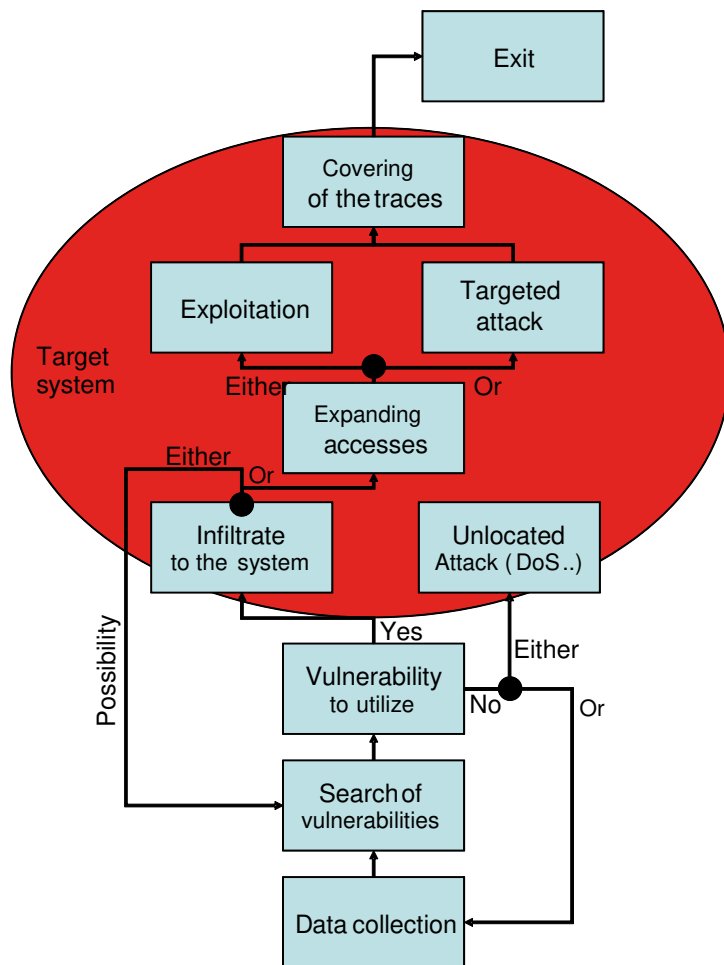 Exit
Covering
of the traces
Exploitation
Targeted
attack
Target
system
Either
Or
Expanding
accesses
Either
Or
Infiltrate
to the system
Unlocated
Attack ( DoS ..)
Possibility
Yes
Either
Vulnerability
to utilize
No
Or
Search of
vulnerabilities
Data collection